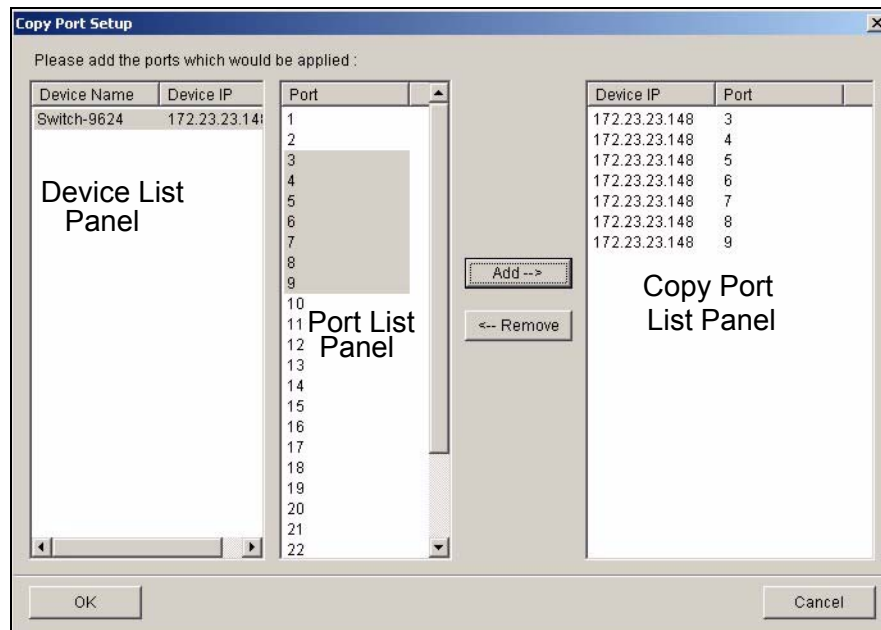 Copy Port Setup
Please add the ports which would be applied :
Device Name Device IP
Switch-9624 172.23.23.148
Device List
Panel
Port
1
2
3
4
5
6
7
8
9
10
11
12
13
14
15
16
17
18
19
20
21
22
Port List
Panel
Add -->
<-- Remove
Device IP Port
172.23.23.148 3
172.23.23.148 4
172.23.23.148 5
172.23.23.148 6
172.23.23.148 7
172.23.23.148 8
172.23.23.148 9
Copy Port
List Panel
OK
Cancel